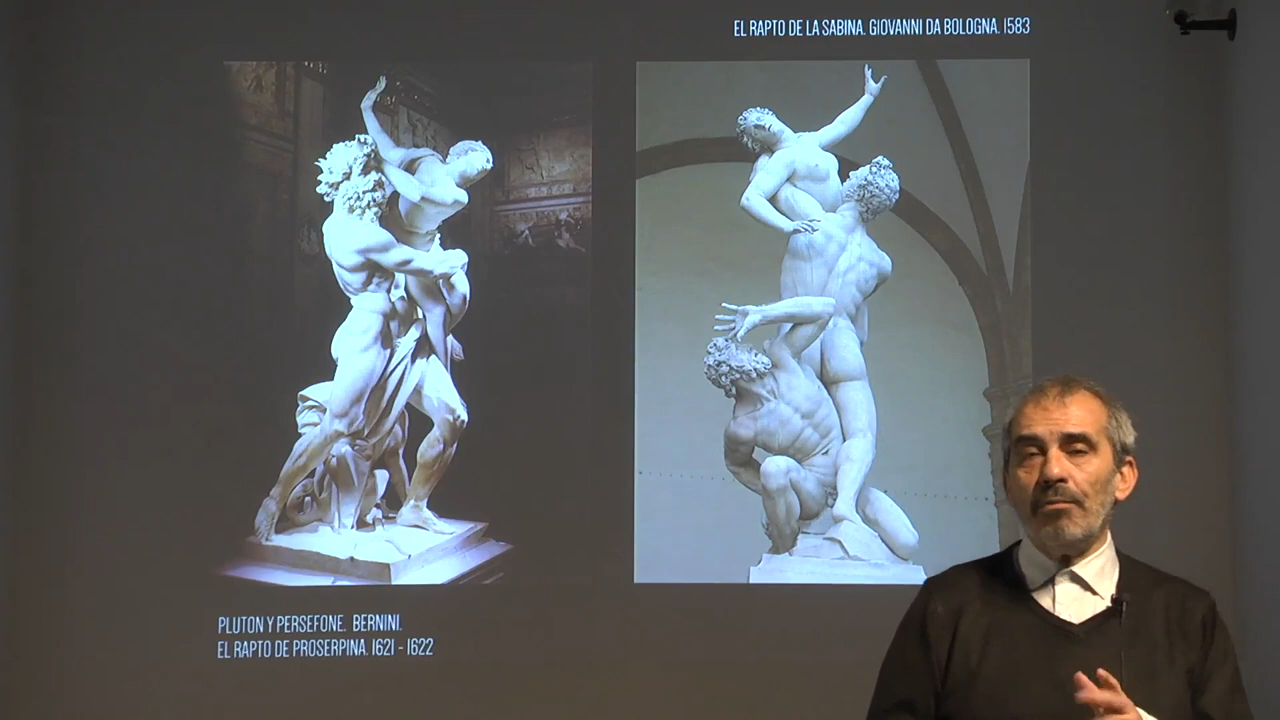 EL RAPTO DE LA SABINA. GIOVANNI DA BOLOGNA. 1583
PLUTON Y PERSEFONE. BERNINI.
EL RAPTO DE PROSERPINA. 1621 - 1622